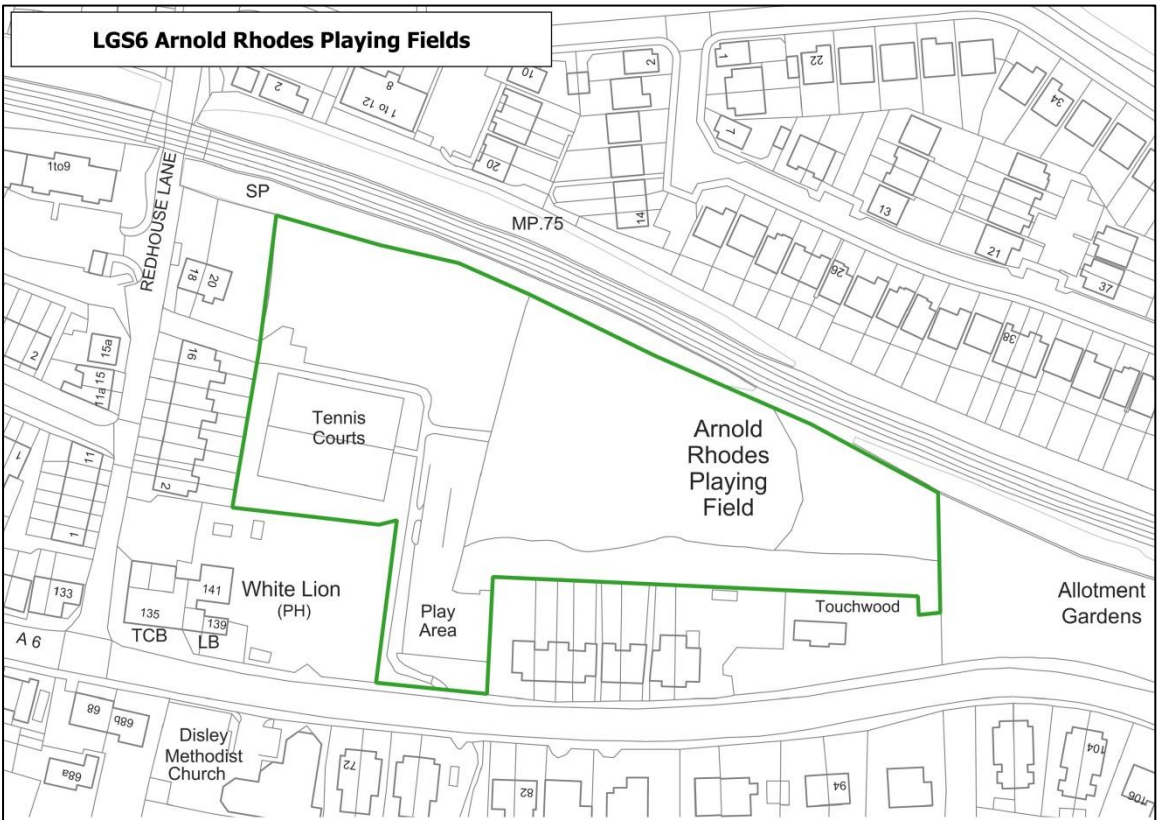 LGS6 Arnold Rhodes Playing Fields
2
8
1 to 12
10
2
1
22
34
1to9
REDHOUSE LANE
SP
20
MP.75
14
7
13
21
37
18
20
26
38
2
15a
15
11a
16
Tennis
Courts
Arnold
Rhodes
Playing
Field
1
11
2
1
133
135
141
139
White Lion
(PH)
Play
Area
Touchwood
Allotment
Gardens
A 6
TCB
LB
68
68b
68a
Disley
Methodist
Church
72
82
94
104
106